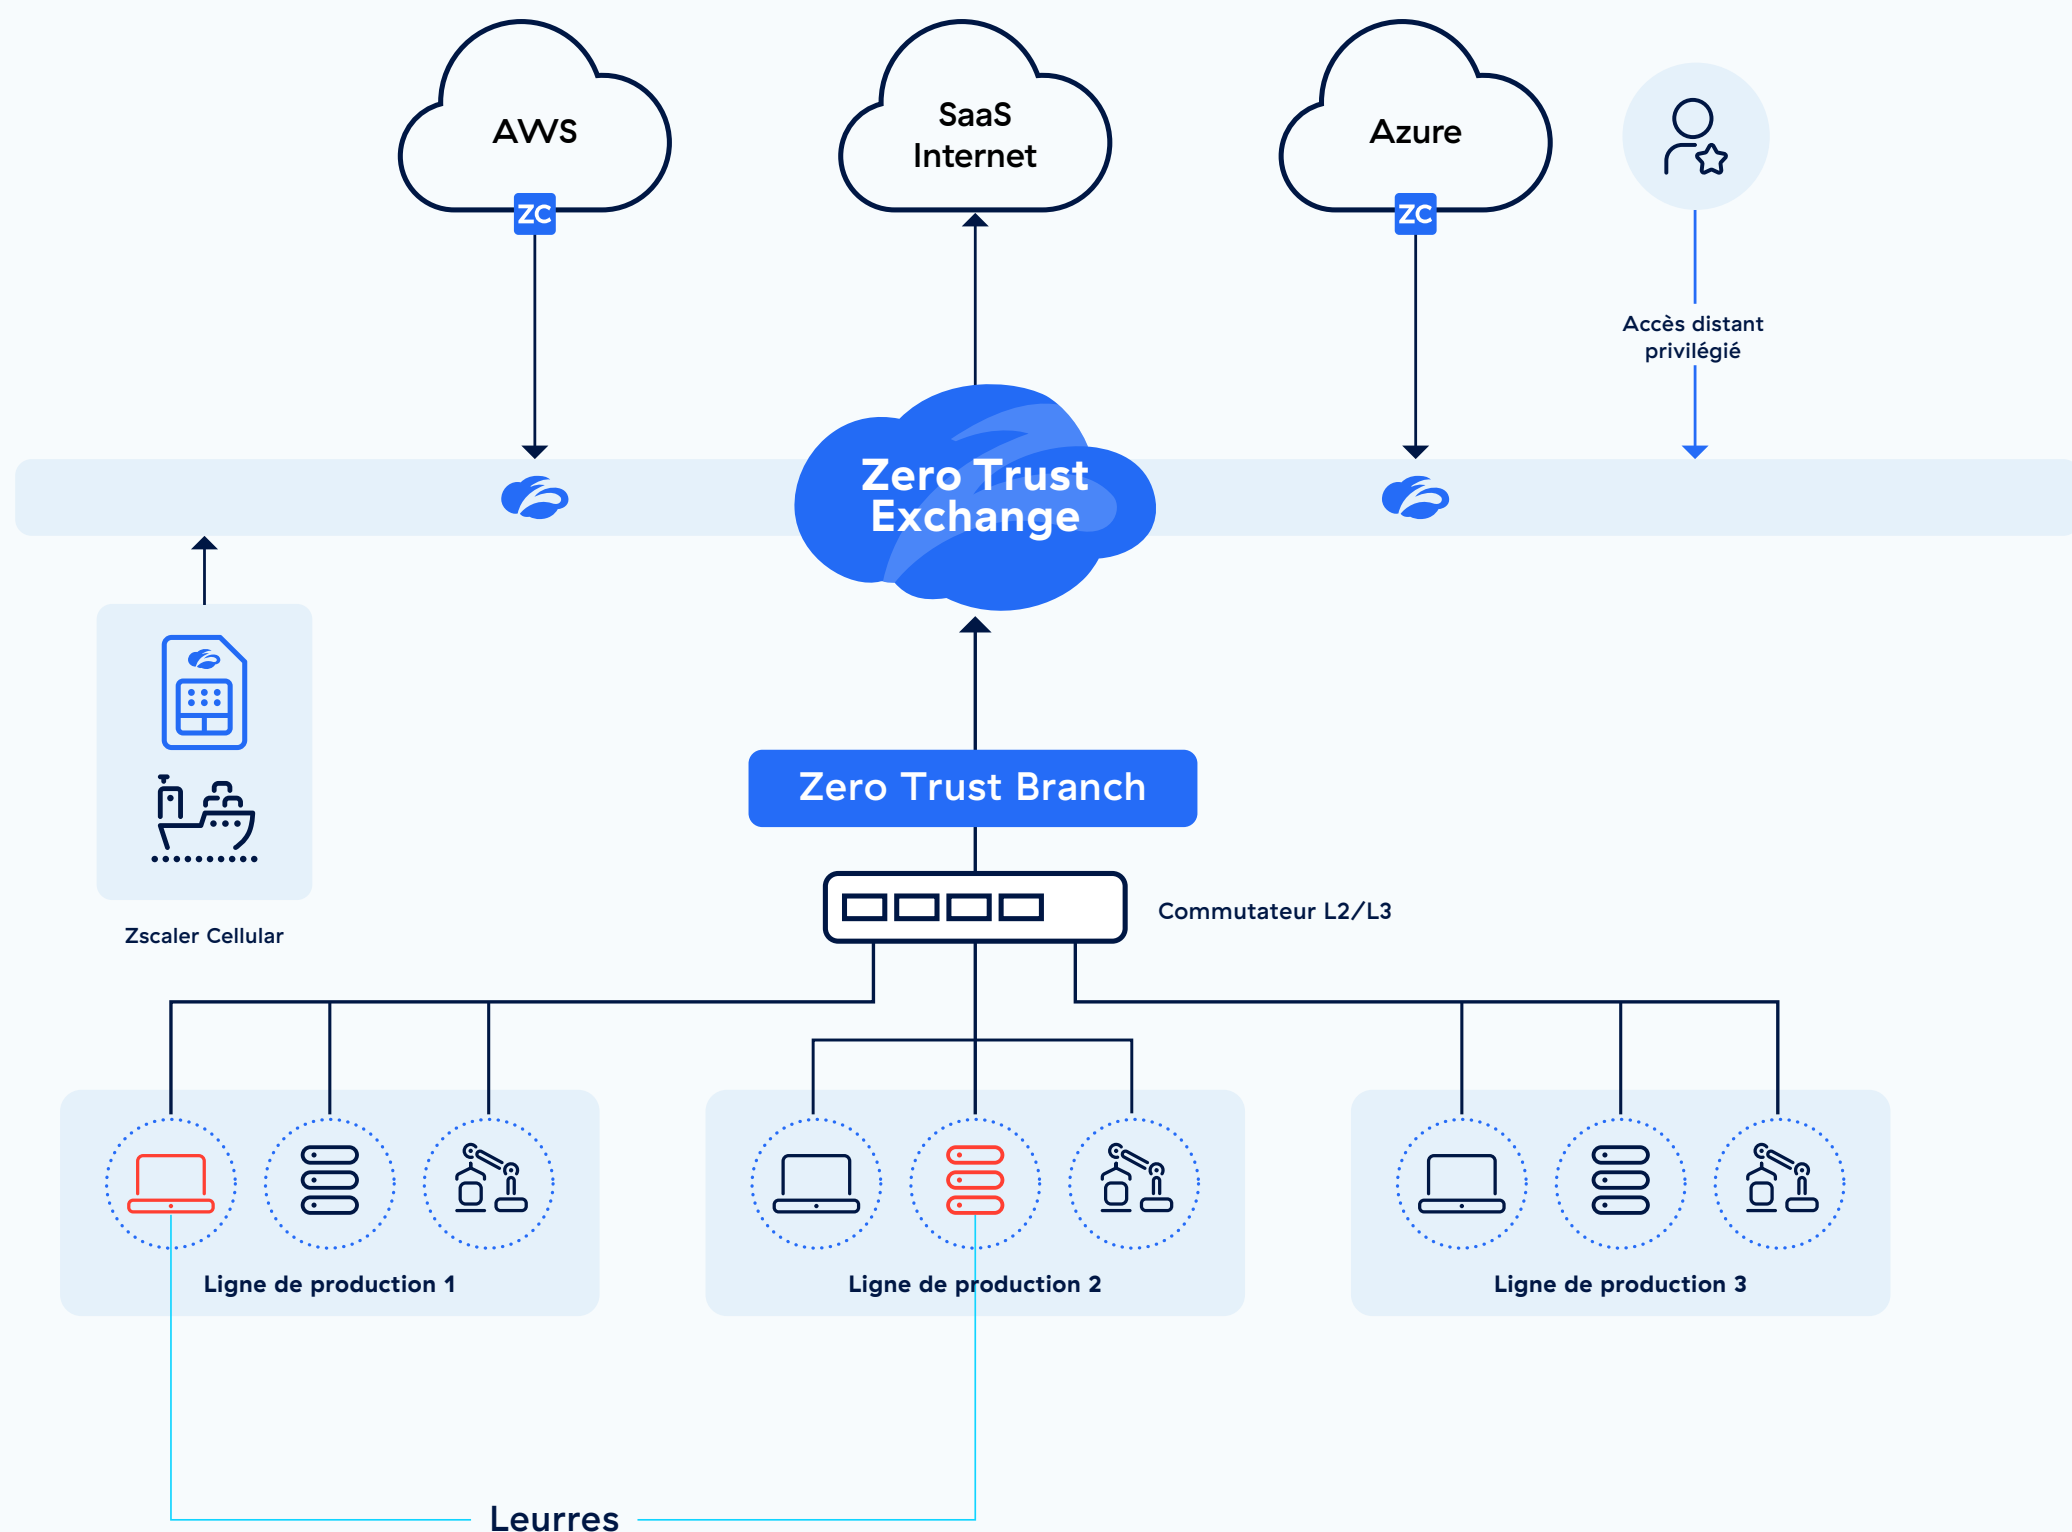 AWS
SaaS
Internet
Azure
ZC
ZC
Accès distant
privilégié
Zero Trust
Exchange
Zero Trust Branch
Commutateur L2/L3
Zscaler Cellular
Ligne de production 1
Ligne de production 2
Ligne de production 3
Leurres